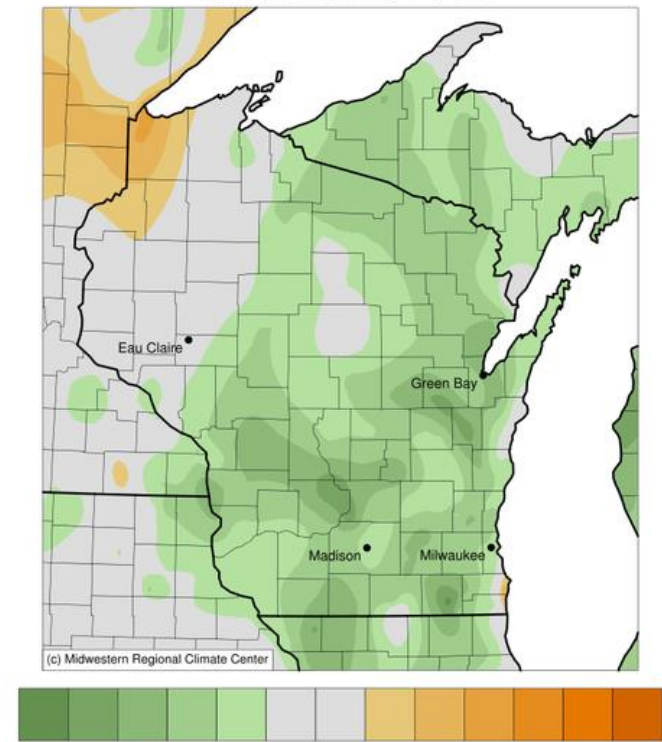 Eau Claire
Green Bay
Madison
Milwaukee
(c) Midwestern Regional Climate Center